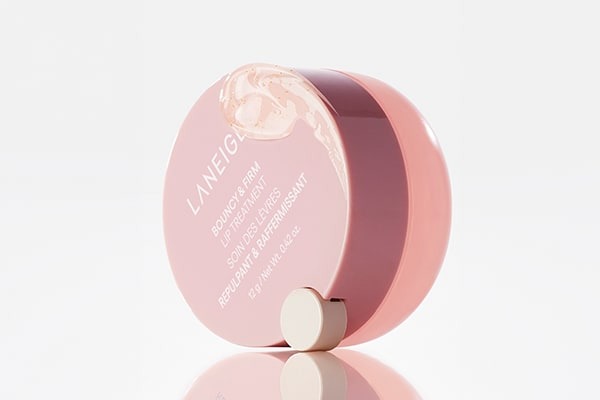 LANEIGE
BOUNCY & FIRM
LIP TREATMENT
SOIN DES LÈVRES
REPULPANT & RAFFERMISSANT
12 g / Net Wt. 0.42 oz.